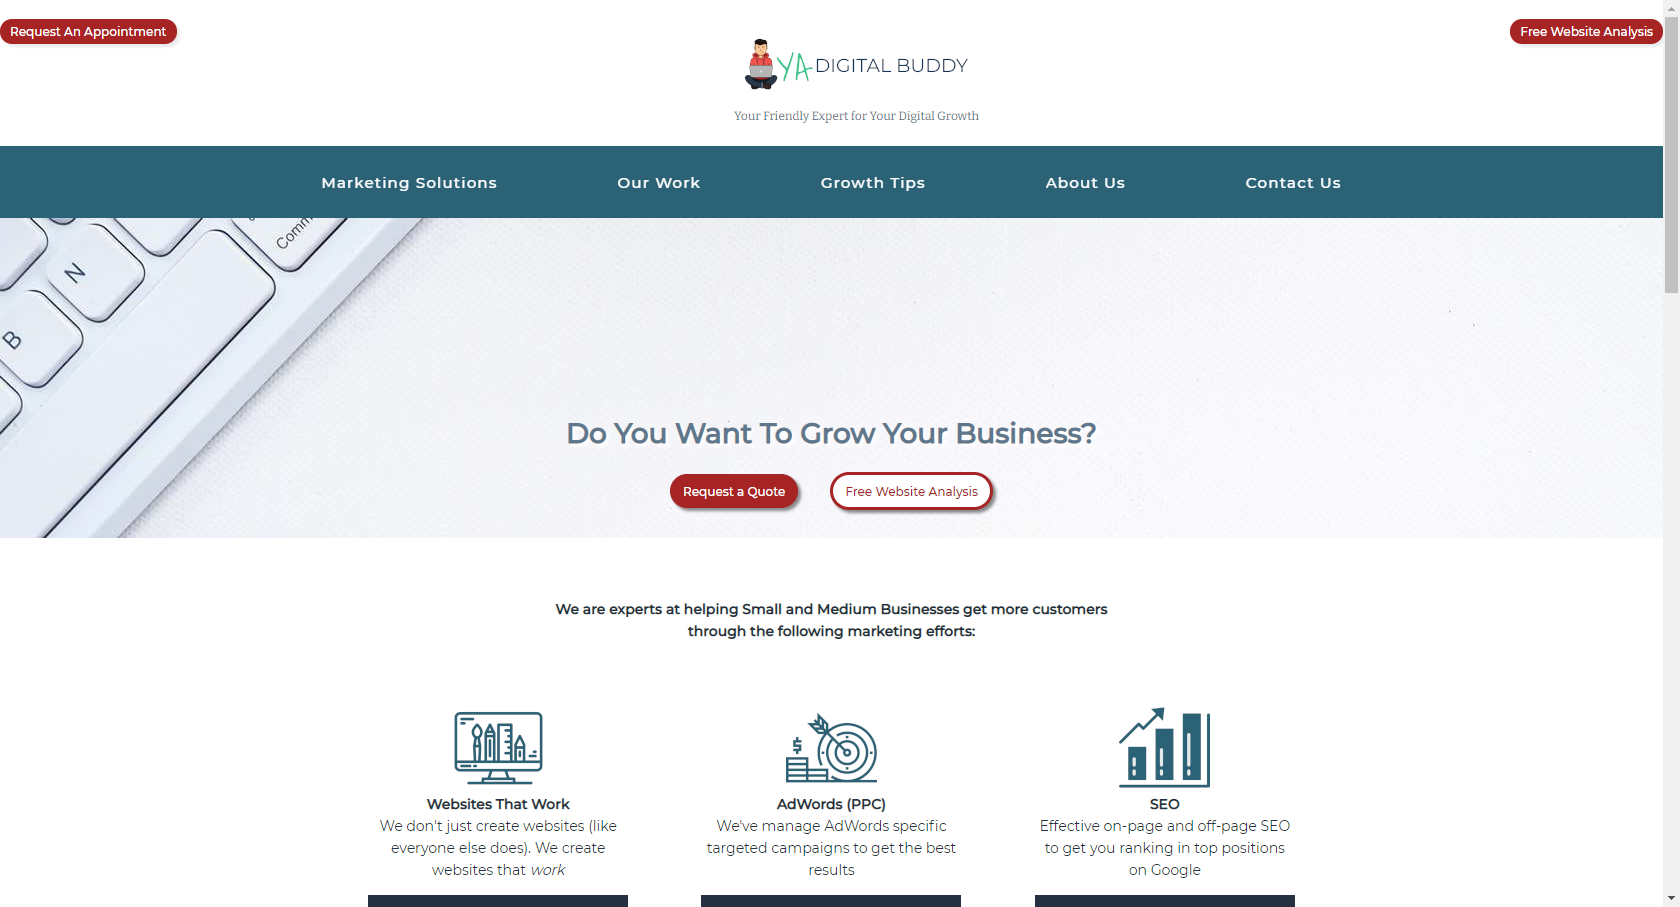 Request An Appointment
Free Website Analysis
YA DIGITAL BUDDY
Your Friendly Expert for Your Digital Growth
Marketing Solutions
Our Work
Growth Tips
About Us
Contact Us
N
B
Do You Want To Grow Your Business?
Request a Quote
Free Website Analysis
We are experts at helping Small and Medium Businesses get more customers
through the following marketing efforts:
Websites That Work
We don't just create websites (like
everyone else does). We create
websites that work
AdWords (PPC)
We've manage AdWords specific
targeted campaigns to get the best
results
SEO
Effective on-page and off-page SEO
to get you ranking in top positions
on Google